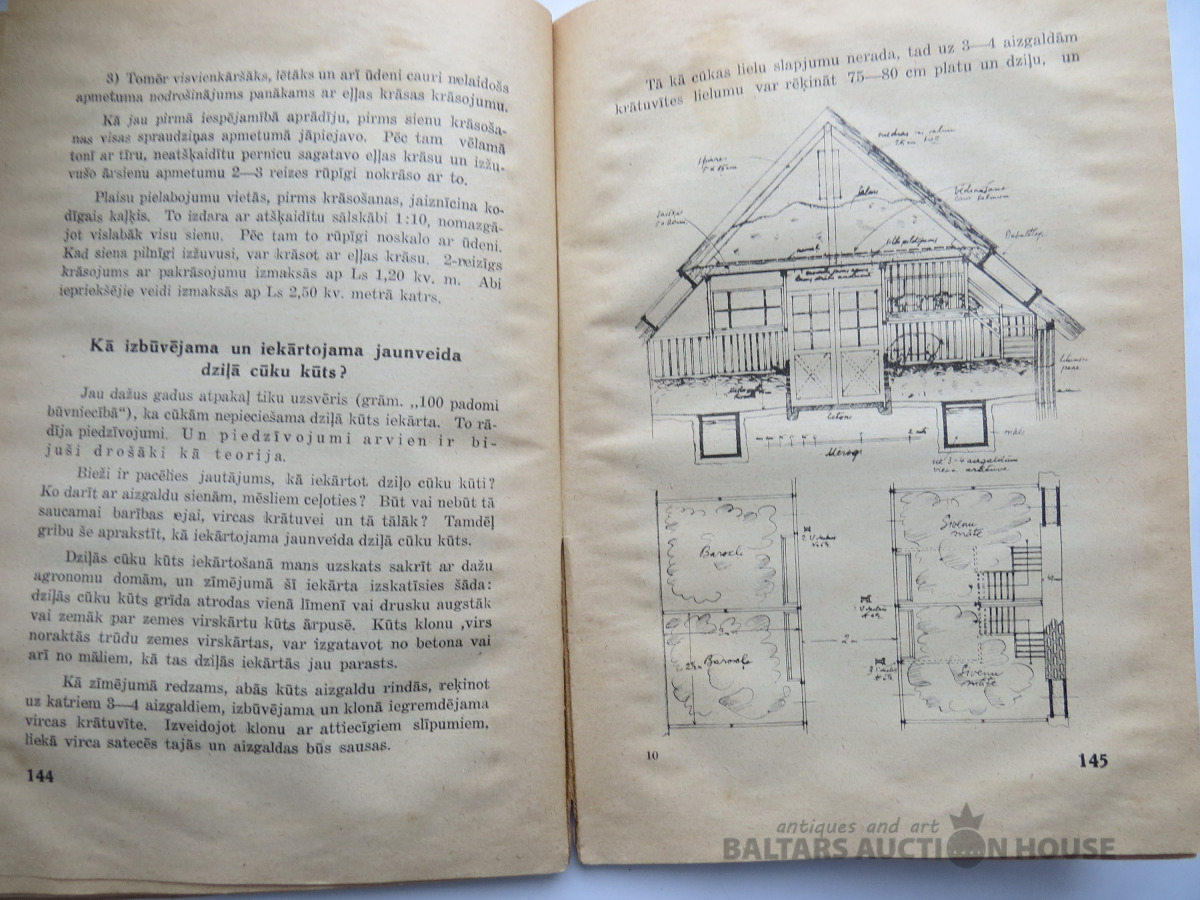 3) Tomēr visvienkāršāks, lētāks un arī ūdeni cauri nelaidošs
apmetuma nodrošinājums panākams ar eļļas krāsas krāsojumu.
Kā jau pirmā iespējamībā aprādīju, pirms sienu krāsoša-
nas visas spraudziņas apmetumā jāpiejavo. Pēc tam vēlamā
tonī ar tīru, neatšķaidītu pernicu sagatavo eļļas krāsu un izžu-
vušo ārsienu apmetumu 2—3 reizes rūpīgi nokrāso ar to.
Plaisu pielabojumu vietās, pirms krāsošanas, jaiznīcina ko-
dīgais kaļķis. To izdara ar atšķaidītu sālskābi 1:10, nomazgā-
jot vislabāk visu sienu. Pēc tam to rūpīgi noskalo ar ūdeni.
Kad siena pilnīgi izžuvusi, var krāsot ar eļļas krāsu. 2-reizīgs
krāsojums ar pakrāsojumu izmaksās ap Ls 1,20 kv. m. Abi
iepriekšējie veidi izmaksās ap Ls 2,50 kv. metrā katrs.
Kā izbūvējama un iekārtojama jaunveida
dziļā cūku kūts?
Jau dažus gadus atpakaļ tiku uzsvēris (grām. „100 padomi
būvniecībā“), ka cūkām nepieciešama dziļā kūts iekārta. To rā-
dīja piedzīvojumi. Un piedzīvojumi arvien ir bi-
juši drošāki kā teorija.
Bieži ir pacēlies jautājums, kā iekārtot dziļo cūku kūti?
Ko darīt ar aizgaldu sienām, mēsliem ceļoties? Būt vai nebūt tā
saucamai barības ejai, vircas krātuvei un tā tālāk? Tamdēļ
gribu še aprakstīt, kā iekārtojama jaunveida dziļā cūku kūts.
Dziļās cūku kūts iekārtošanā mans uzskats sakrīt ar dažu
agronomu domām, un zīmējumā šī iekārta izskatīsies šāda:
dziļās cūku kūts grīda atrodas vienā līmenī vai drusku augstāk
vai zemāk par zemes virskārtu kūts ārpusē. Kūts klonu ,virs
noraktās trūdu zemes virskārtas, var izgatavot no betona vai
arī no māliem, kā tas dziļās iekārtās jau parasts.
Kā zīmējumā redzams, abās kūts aizgaldu rindās, reķinot
uz katriem 3—4 aizgaldiem, izbūvējama un klonā iegremdējama
vircas krātuvīte. Izveidojot klonu ar attiecīgiem slīpumiem,
liekā virca satecēs tajās un aizgaldas būs sausas.
144
Tā kā cūkas lielu slapjumu nerada, tad uz 3—4 aizgaldām
krātuvītes lielumu var rēķināt 75—80 cm platu un dziļu, un
Salmi
betons
māls
Mērogs
2 m
Barokļi
Sivēnu
māte
2 m
Barokļi
Sivēnu
māte
10
145
antiques and art
BALTARS AUCTION HOUSE